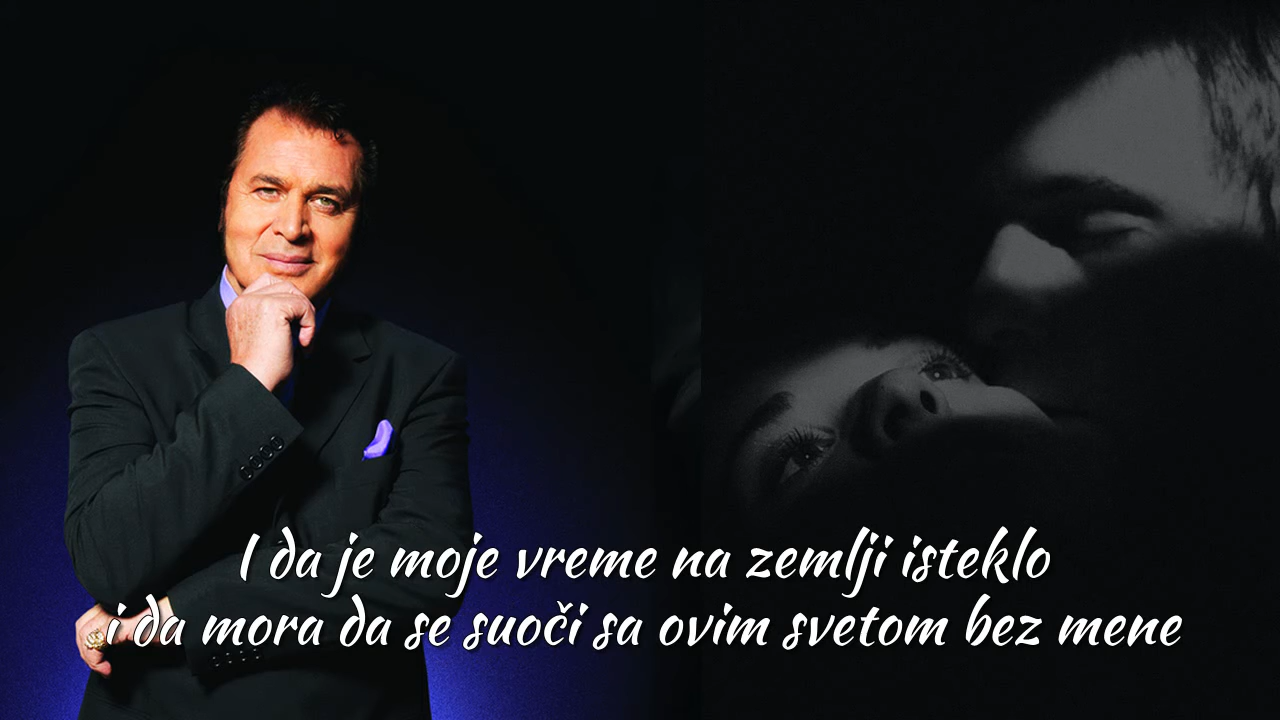 I da je moje vreme na zemlji isteklo
i da mora da se suoči sa ovim svetom bez mene